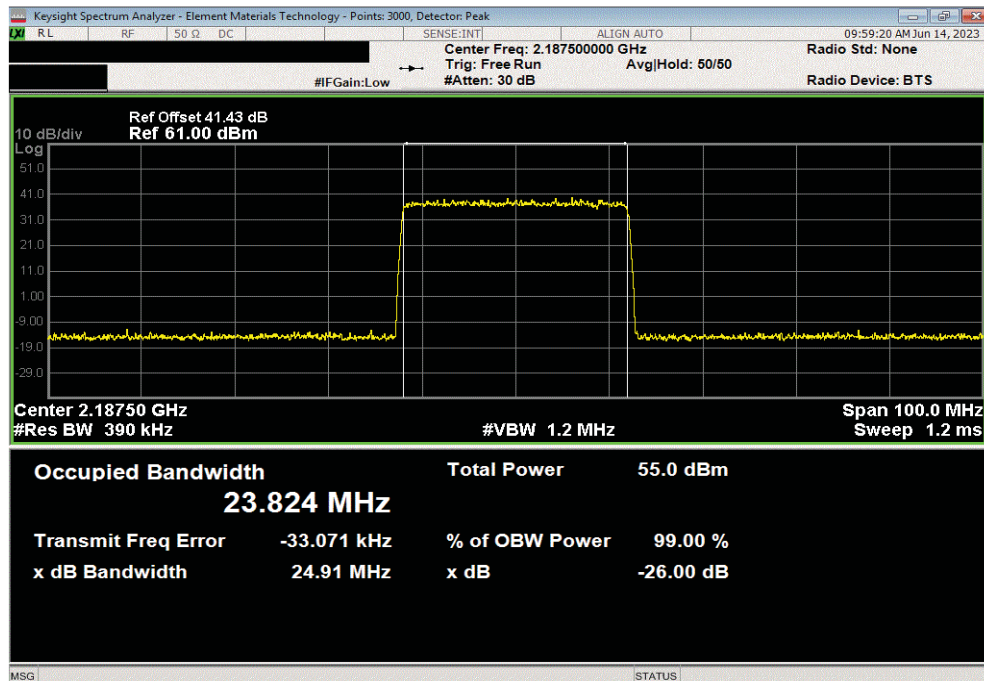 Keysight Spectrum Analyzer - Element Materials Technology - Points: 3000, Detector: Peak
LXI RL RF 50 Ω DC SENSE:INT ALIGN AUTO 09:59:20 AM Jun 14, 2023
Center Freq: 2.187500000 GHz Radio Std: None
Trig: Free Run Avg|Hold: 50/50
#IFGain:Low #Atten: 30 dB Radio Device: BTS
Ref Offset 41.43 dB
10 dB/div Ref 61.00 dBm
Log
51.0
41.0
31.0
21.0
11.0
1.00
-9.00
-19.0
-29.0
Center 2.18750 GHz Span 100.0 MHz
#Res BW 390 kHz #VBW 1.2 MHz Sweep 1.2 ms
Occupied Bandwidth Total Power 55.0 dBm
23.824 MHz
Transmit Freq Error -33.071 kHz % of OBW Power 99.00 %
x dB Bandwidth 24.91 MHz x dB -26.00 dB
MSG STATUS